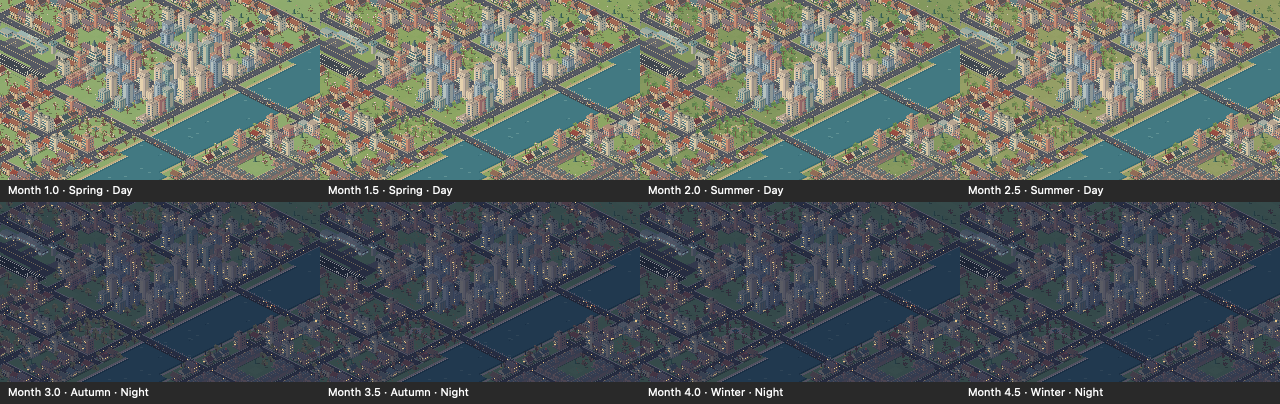 Month 1.0 · Spring · Day
Month 1.5 · Spring · Day
Month 2.0 · Summer · Day
Month 2.5 · Summer · Day
Month 3.0 · Autumn · Night
Month 3.5 · Autumn · Night
Month 4.0 · Winter · Night
Month 4.5 · Winter · Night